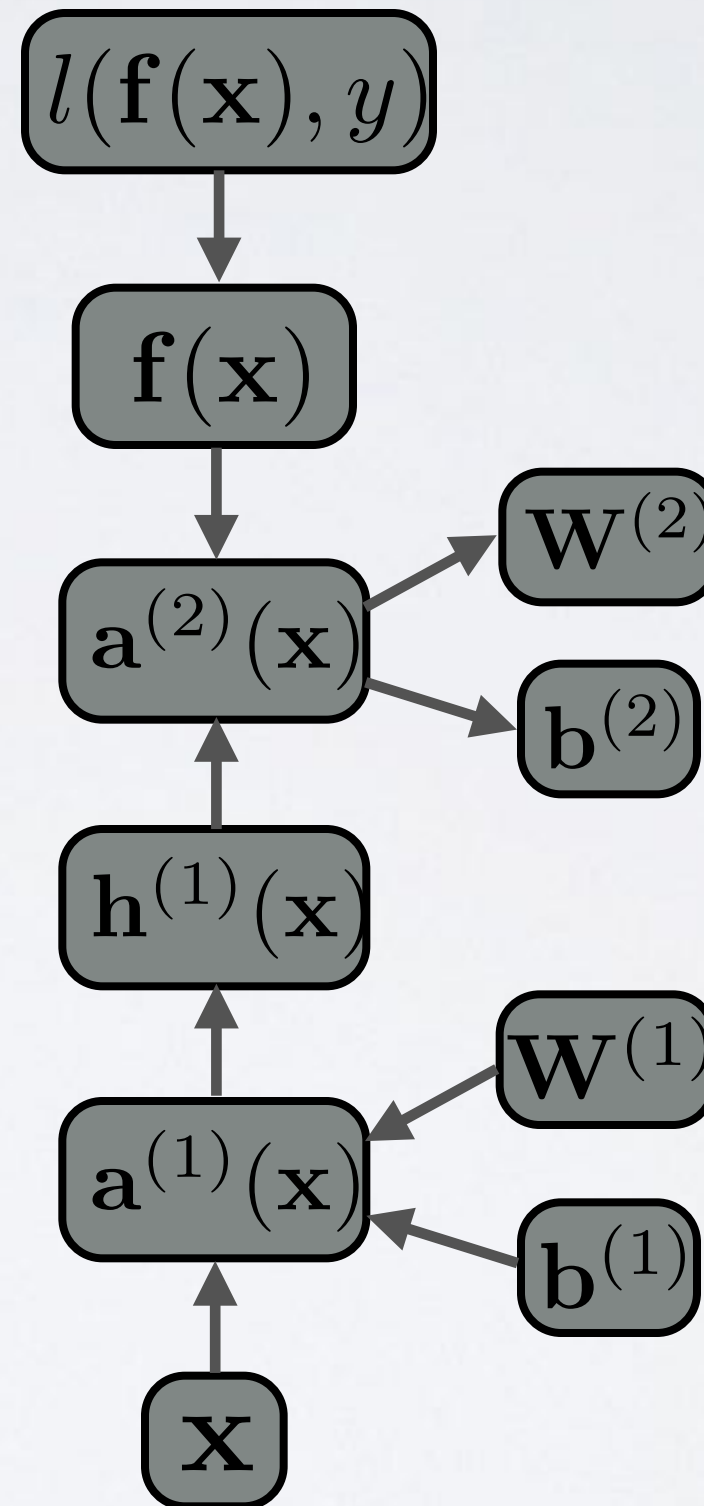 l(f(x), y)
f(x)
W^{(2)}
a^{(2)}(x)
b^{(2)}
h^{(1)}(x)
W^{(1)}
a^{(1)}(x)
b^{(1)}
x